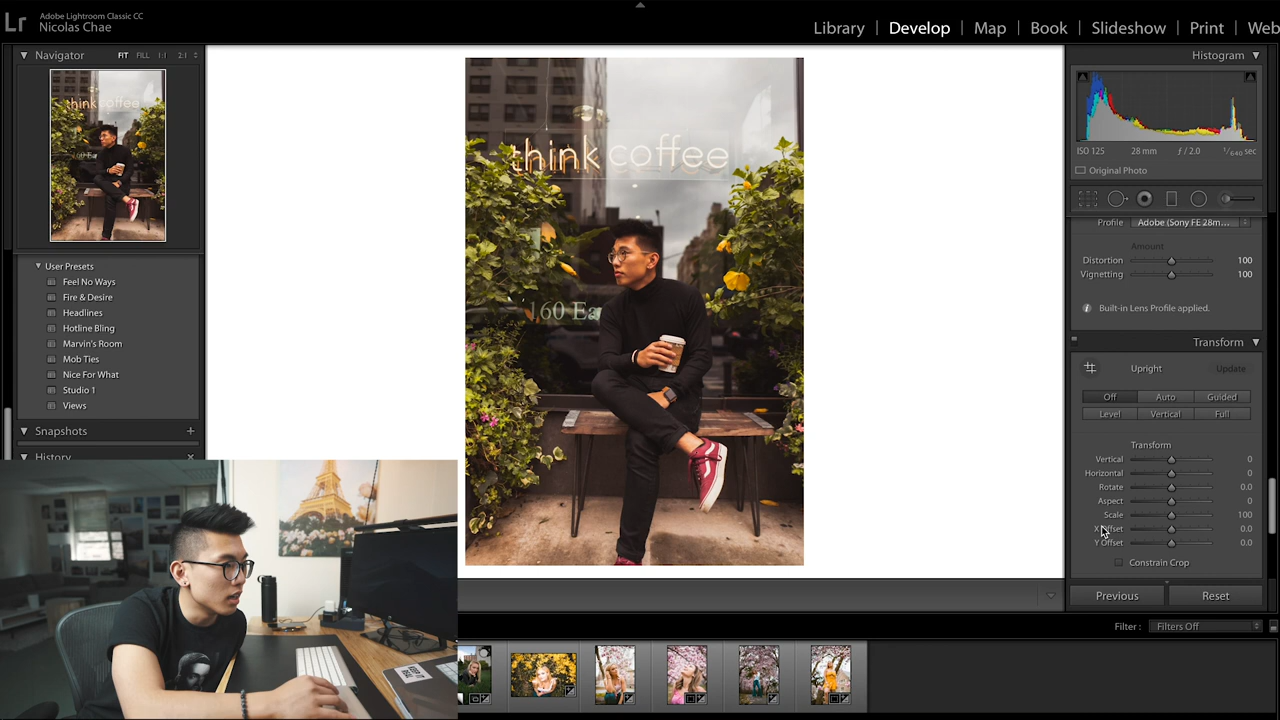 Lr
Adobe Lightroom Classic CC
Nicolas Chae
Library | Develop | Map | Book | Slideshow | Print | Web
Navigator FIT FILL 1:1 2:1
think coffee
User Presets
Feel No Ways
Fire & Desire
Headlines
Hotline Bling
Marvin's Room
Mob Ties
Nice For What
Studio 1
Views
Snapshots +
History ×
think coffee
160 Ea
Histogram
ISO 125 28 mm ƒ / 2.0 1/640 sec
Original Photo
Profile Adobe (Sony FE 28m...
Amount
Distortion 100
Vignetting 100
Built-in Lens Profile applied.
Transform
Upright Update
Off Auto Guided
Level Vertical Full
Transform
Vertical 0
Horizontal 0
Rotate 0.0
Aspect 0
Scale 100
X Offset 0.0
Y Offset 0.0
Constrain Crop
Previous Reset
Filter : Filters Off